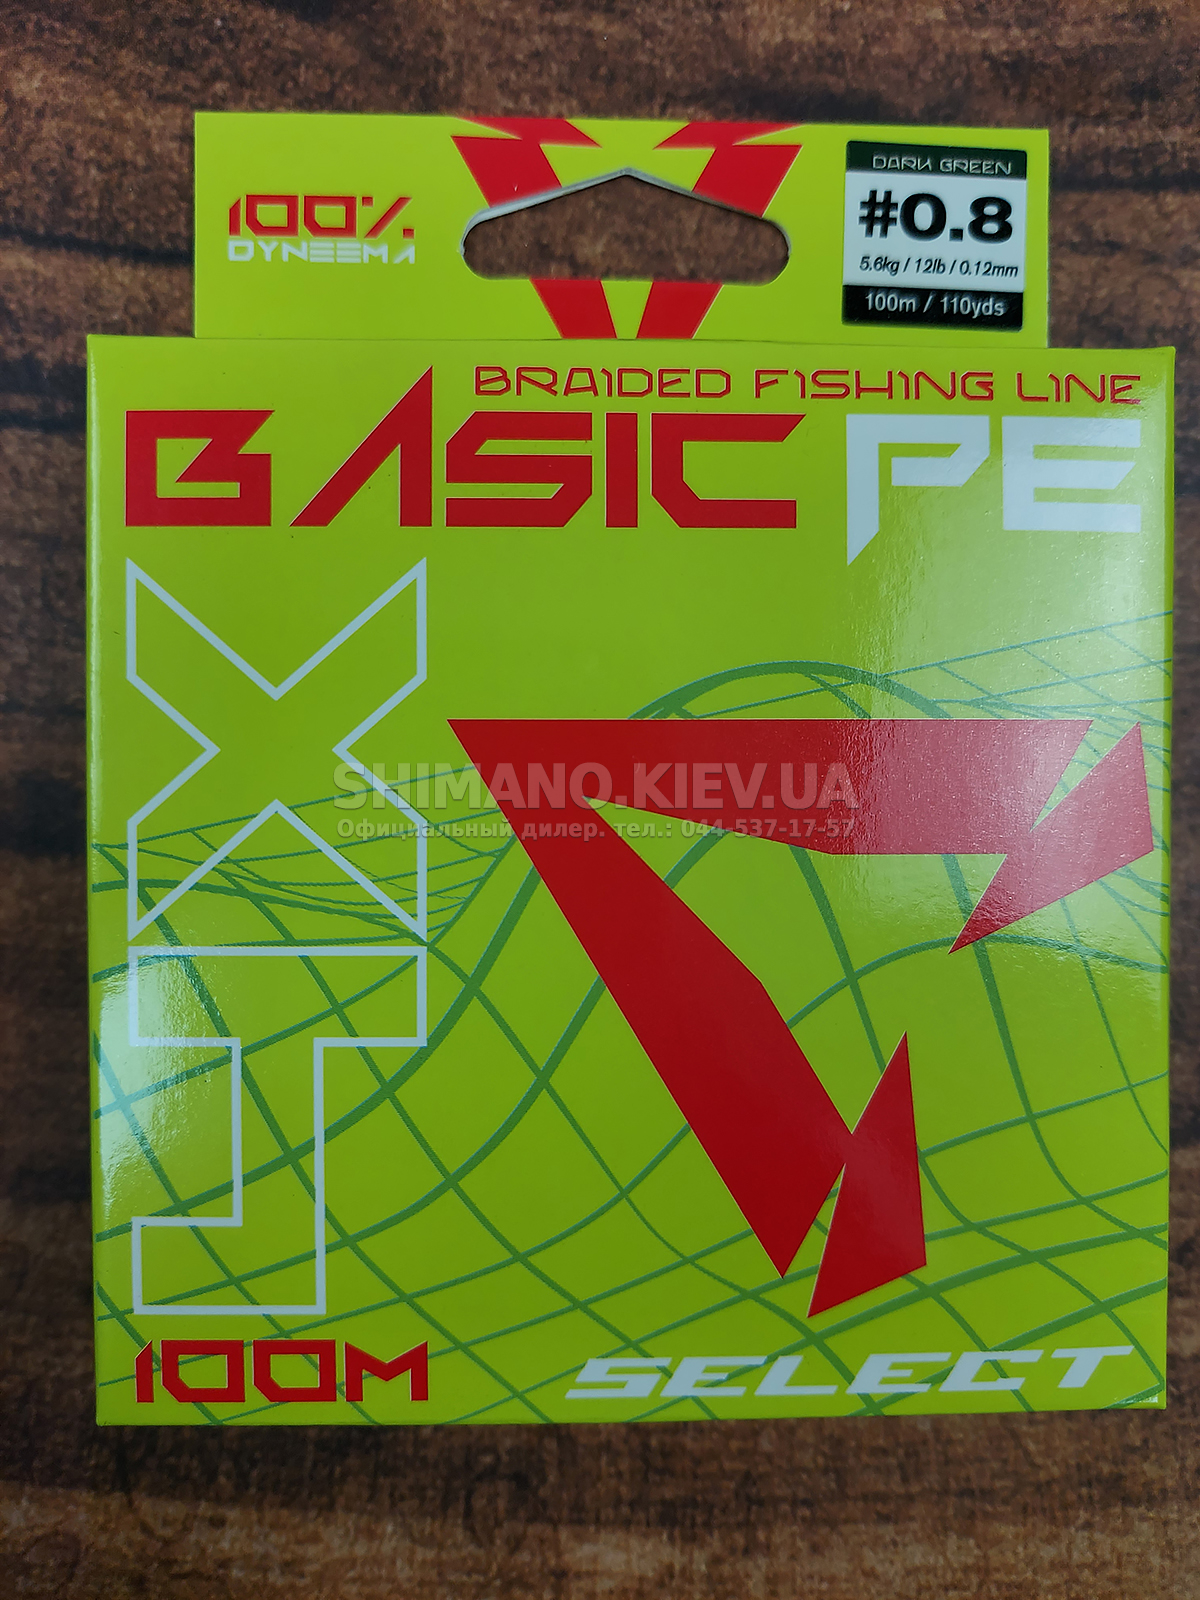 100%
DYNEEMA
DARK GREEN
#0.8
5.6kg / 12lb / 0.12mm
100m / 110yds
BRAIDED FISHING LINE
BASIC PE
SHIMANO.KIEV.UA
Официальный дилер. тел.: 044-537-17-57
100M
SELECT